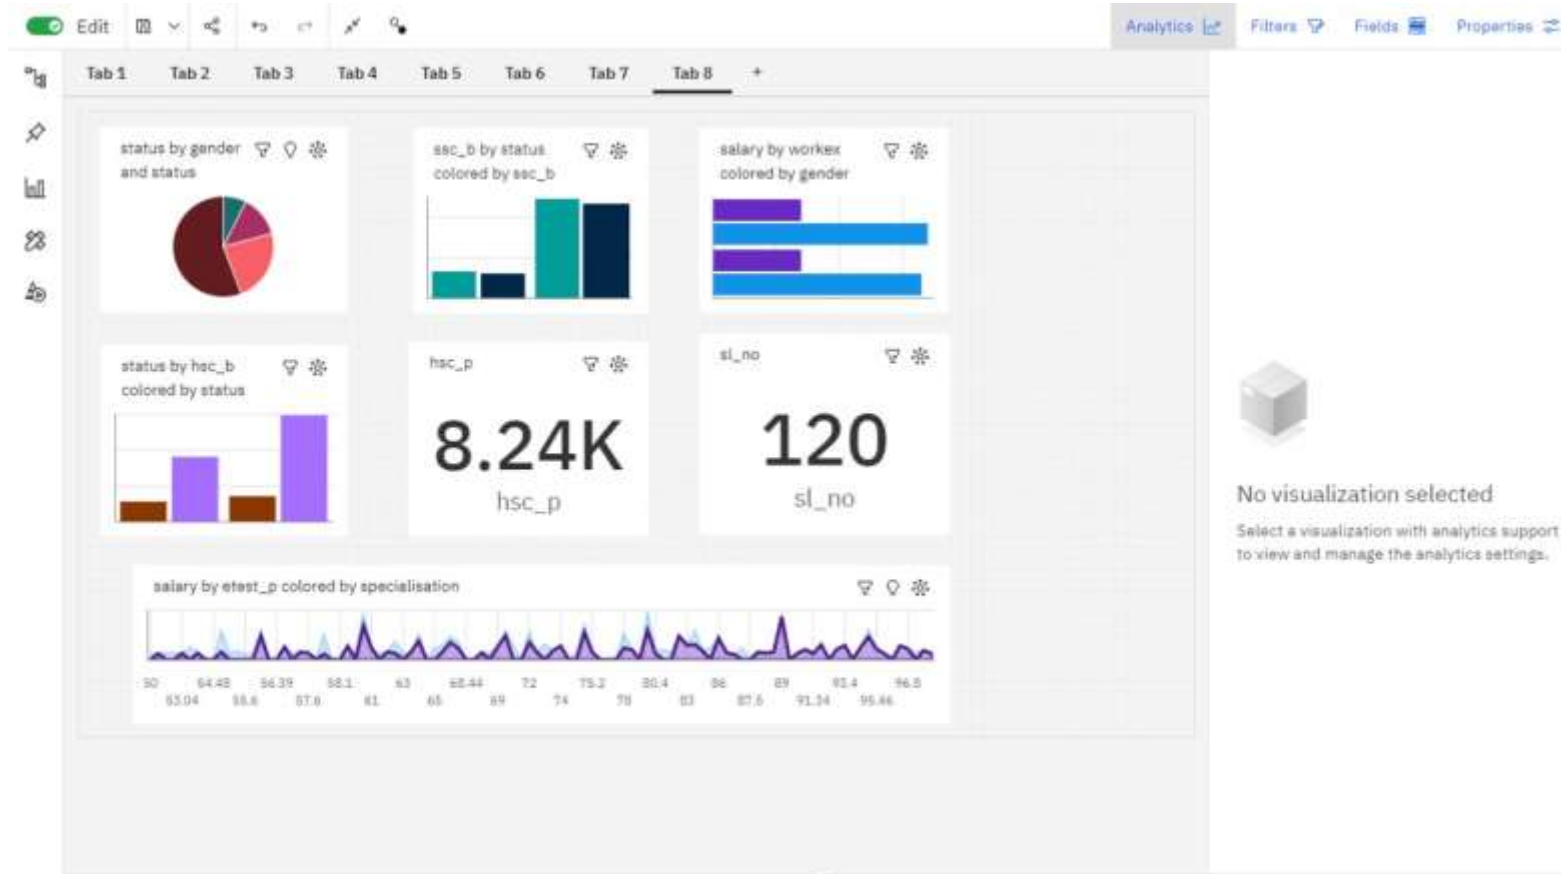 Edit
Analytics
Filters
Fields
Properties
Tab 1
Tab 2
Tab 3
Tab 4
Tab 5
Tab 6
Tab 7
Tab 8
+
status by gender
and status
ssc_b by status
colored by ssc_b
salary by workex
colored by gender
status by hsc_b
colored by status
hsc_p
8.24K
hsc_p
sl_no
120
sl_no
No visualization selected
Select a visualization with analytics support
to view and manage the analytics settings.
salary by etest_p colored by specialisation
50 54.48 56.39 58.1 63 68.44 72 75.2 80.4 86 89 93.4 96.8
53.04 55.6 57.6 61 65 69 74 78 83 87.5 91.34 95.46